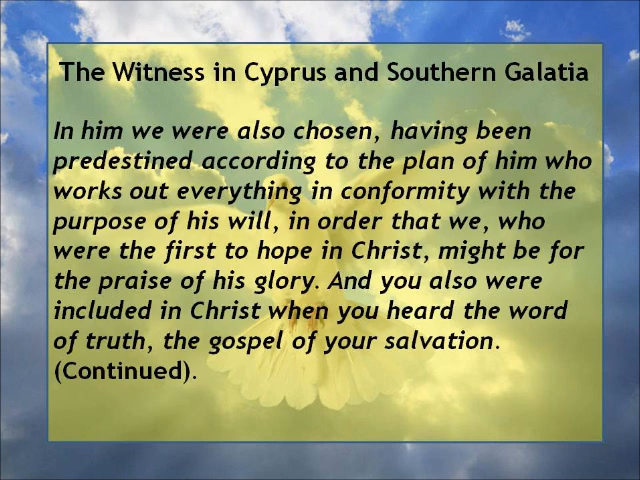 The Witness in Cyprus and Southern Galatia
In him we were also chosen, having been
predestined according to the plan of him who
works out everything in conformity with the
purpose of his will, in order that we, who
were the first to hope in Christ, might be for
the praise of his glory. And you also were
included in Christ when you heard the word
of truth, the gospel of your salvation.
(Continued).